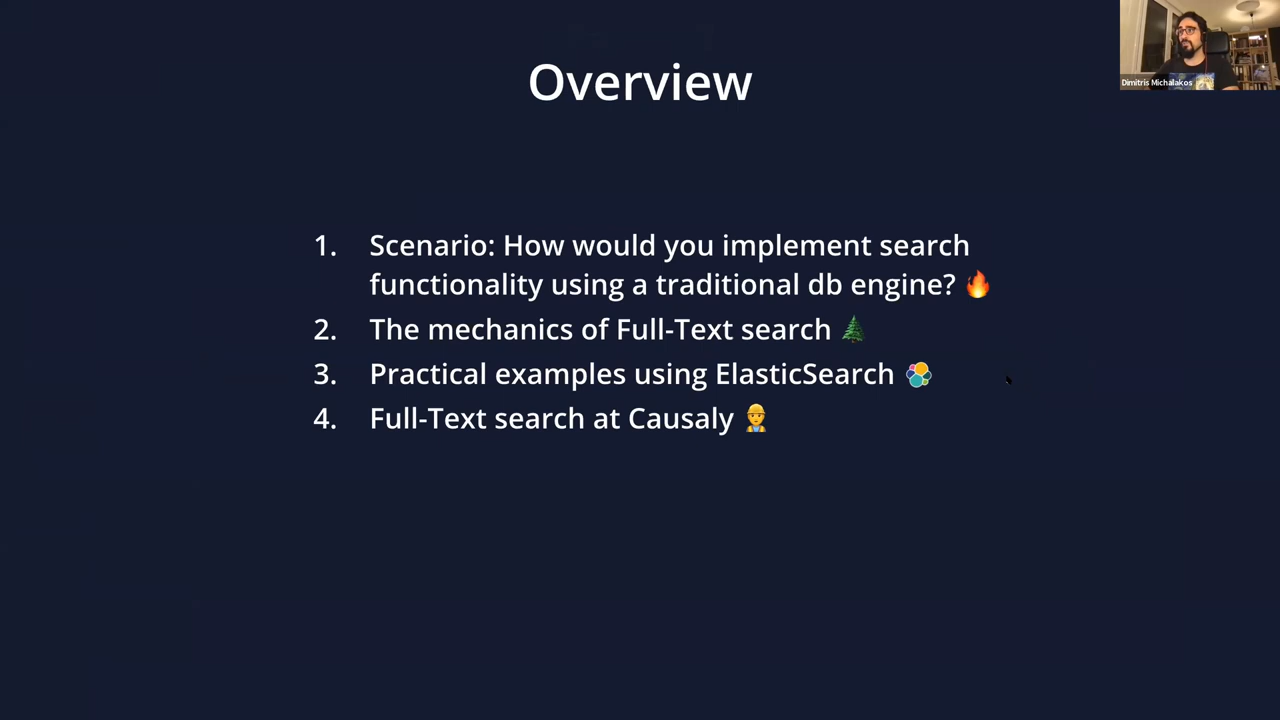 Overview
Dimitris Michalakos
1. Scenario: How would you implement search
functionality using a traditional db engine? 🔥
2. The mechanics of Full-Text search 🌲
3. Practical examples using ElasticSearch
4. Full-Text search at Causaly 👷